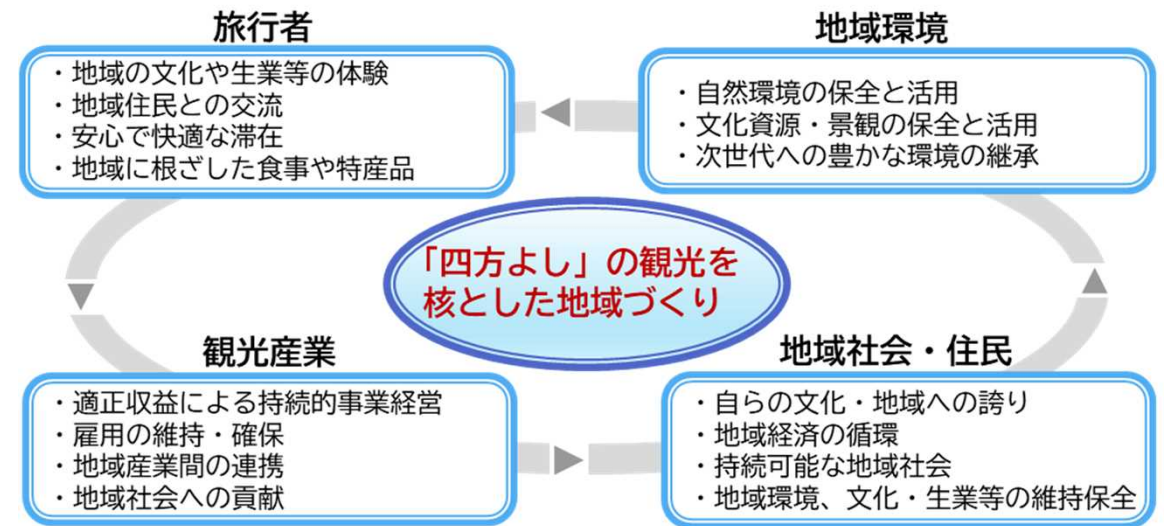 旅行者
・地域の文化や生業等の体験
・地域住民との交流
・安心で快適な滞在
・地域に根ざした食事や特産品
地域環境
・自然環境の保全と活用
・文化資源・景観の保全と活用
・次世代への豊かな環境の継承
「四方よし」の観光を
核とした地域づくり
観光産業
・適正収益による持続的事業経営
・雇用の維持・確保
・地域産業間の連携
・地域社会への貢献
地域社会・住民
・自らの文化・地域への誇り
・地域経済の循環
・持続可能な地域社会
・地域環境、文化・生業等の維持保全